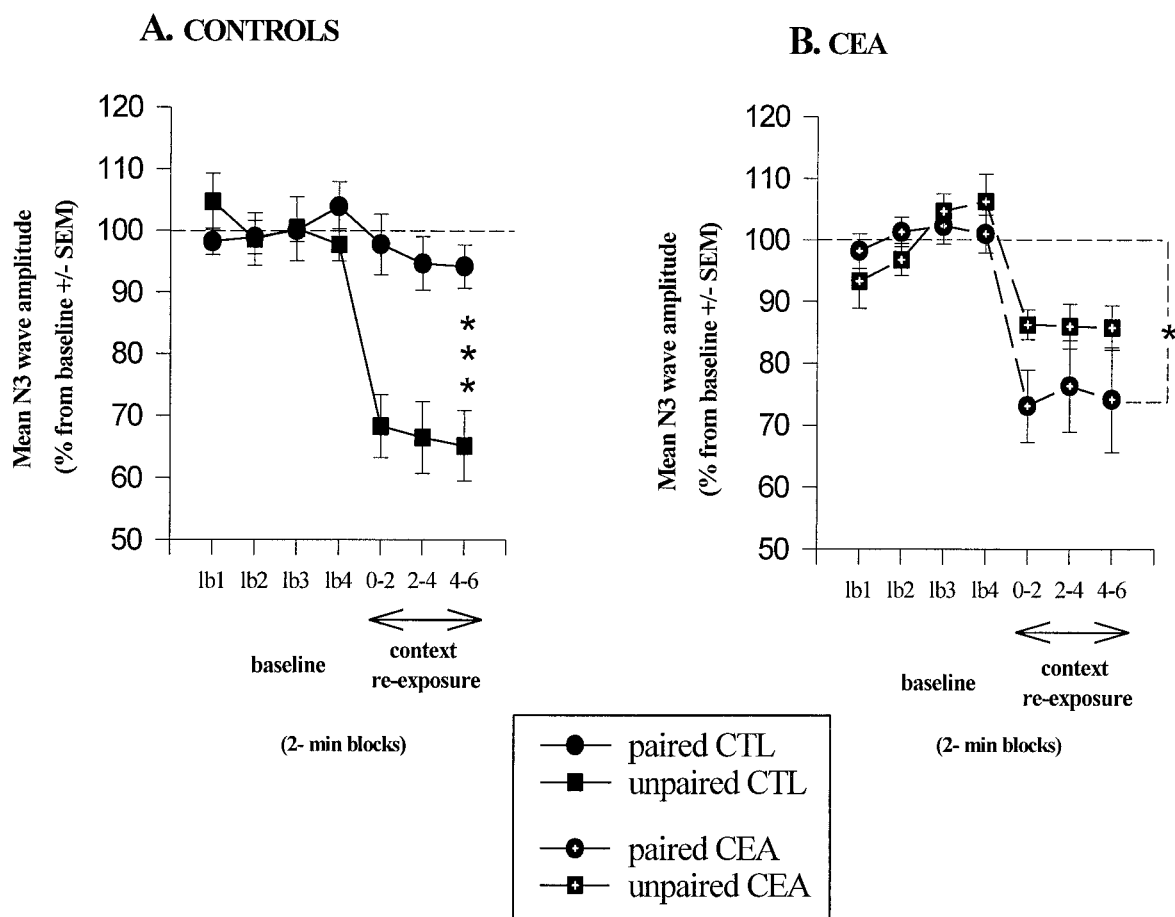 A. CONTROLS
Mean N3 wave amplitude
(% from baseline +/- SEM)
120
110
100
90
80
70
60
50
*
*
*
lb1 lb2 lb3 lb4 0-2 2-4 4-6
baseline
context
re-exposure
(2- min blocks)
B. CEA
Mean N3 wave amplitude
(% from baseline +/- SEM)
120
110
100
90
80
70
60
50
*
lb1 lb2 lb3 lb4 0-2 2-4 4-6
baseline
context
re-exposure
(2- min blocks)
paired CTL
unpaired CTL
paired CEA
unpaired CEA